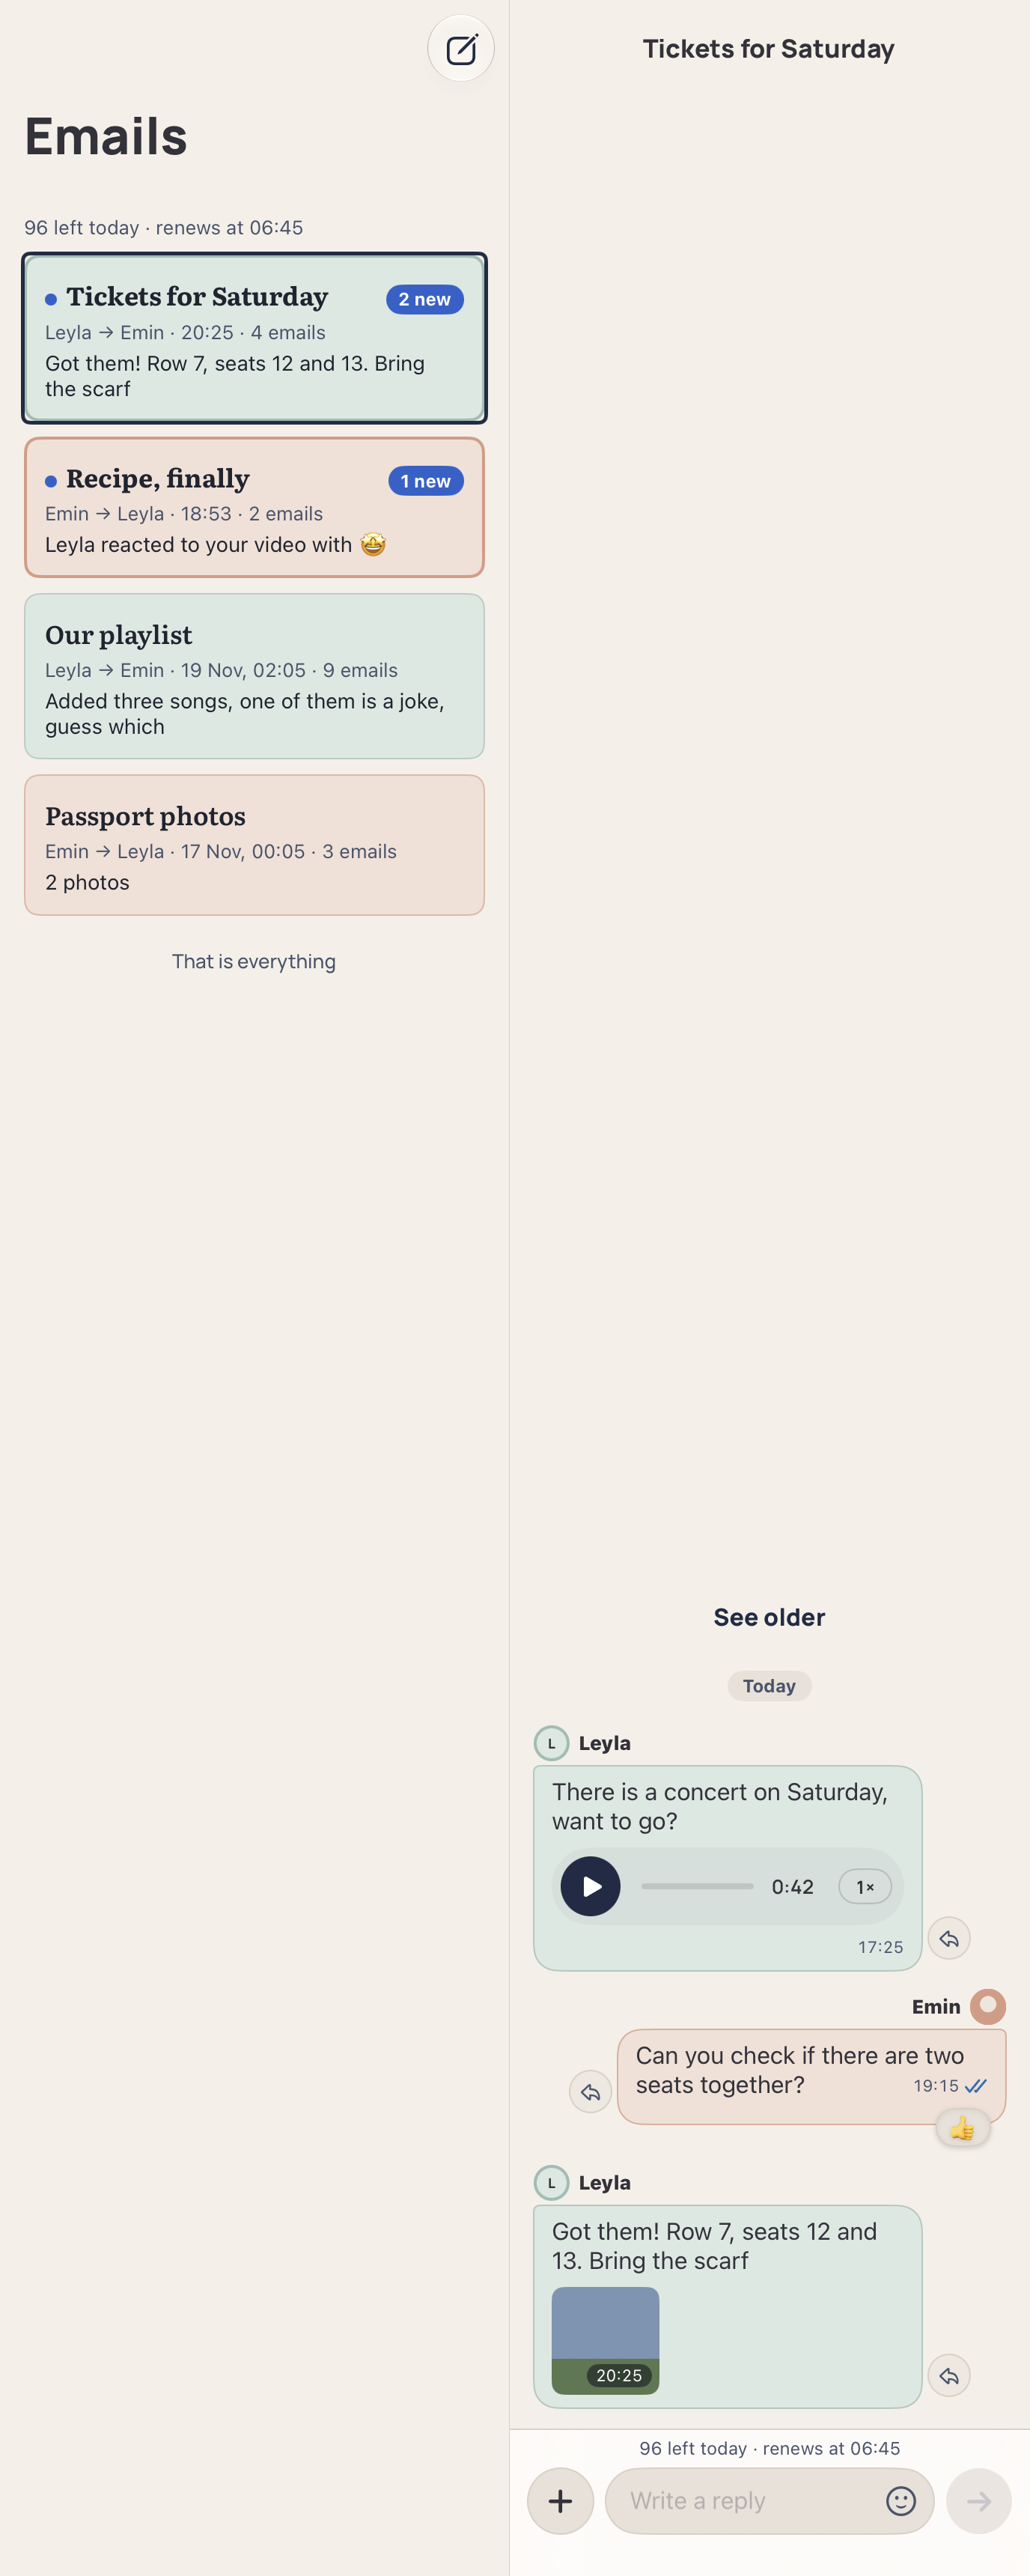 Emails
96 left today · renews at 06:45
Tickets for Saturday
2 new
Leyla → Emin · 20:25 · 4 emails
Got them! Row 7, seats 12 and 13. Bring
the scarf
Recipe, finally
1 new
Emin → Leyla · 18:53 · 2 emails
Leyla reacted to your video with 🤩
Our playlist
Leyla → Emin · 19 Nov, 02:05 · 9 emails
Added three songs, one of them is a joke,
guess which
Passport photos
Emin → Leyla · 17 Nov, 00:05 · 3 emails
2 photos
That is everything
Tickets for Saturday
See older
Today
L
Leyla
There is a concert on Saturday,
want to go?
0:42
1×
17:25
Emin
Can you check if there are two
seats together?
19:15
👍
L
Leyla
Got them! Row 7, seats 12 and
13. Bring the scarf
20:25
96 left today · renews at 06:45
Write a reply